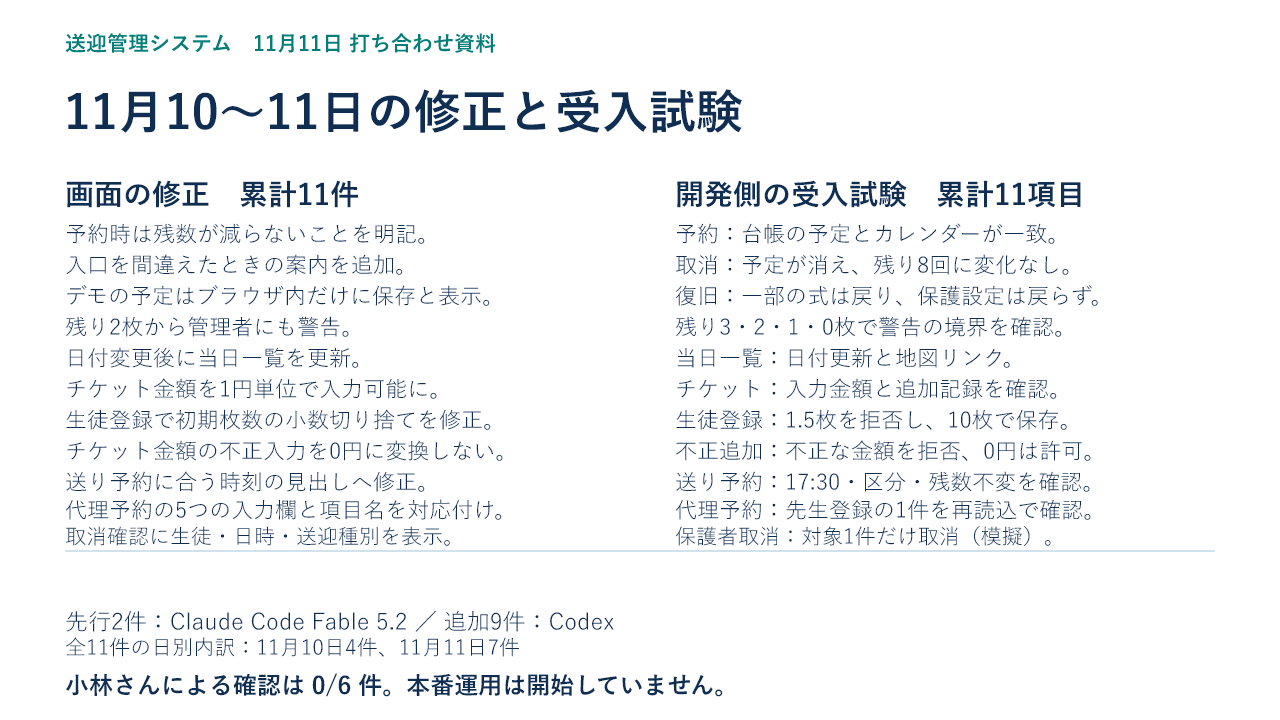 送迎管理システム　11月11日 打ち合わせ資料
11月10～11日の修正と受入試験
画面の修正　累計11件
予約時は残数が減らないことを明記。
入口を間違えたときの案内を追加。
デモの予定はブラウザ内だけに保存と表示。
残り2枚から管理者にも警告。
日付変更後に当日一覧を更新。
チケット金額を1円単位で入力可能に。
生徒登録で初期枚数の小数切り捨てを修正。
チケット金額の不正入力を0円に変換しない。
送り予約に合う時刻の見出しへ修正。
代理予約の5つの入力欄と項目名を対応付け。
取消確認に生徒・日時・送迎種別を表示。
開発側の受入試験　累計11項目
予約：台帳の予定とカレンダーが一致。
取消：予定が消え、残り8回に変化なし。
復旧：一部の式は戻り、保護設定は戻らず。
残り3・2・1・0枚で警告の境界を確認。
当日一覧：日付更新と地図リンク。
チケット：入力金額と追加記録を確認。
生徒登録：1.5枚を拒否し、10枚で保存。
不正追加：不正な金額を拒否、0円は許可。
送り予約：17:30・区分・残数不変を確認。
代理予約：先生登録の1件を再読込で確認。
保護者取消：対象1件だけ取消（模擬）。
先行2件：Claude Code Fable 5.2 ／ 追加9件：Codex
全11件の日別内訳：11月10日4件、11月11日7件
小林さんによる確認は 0/6 件。本番運用は開始していません。